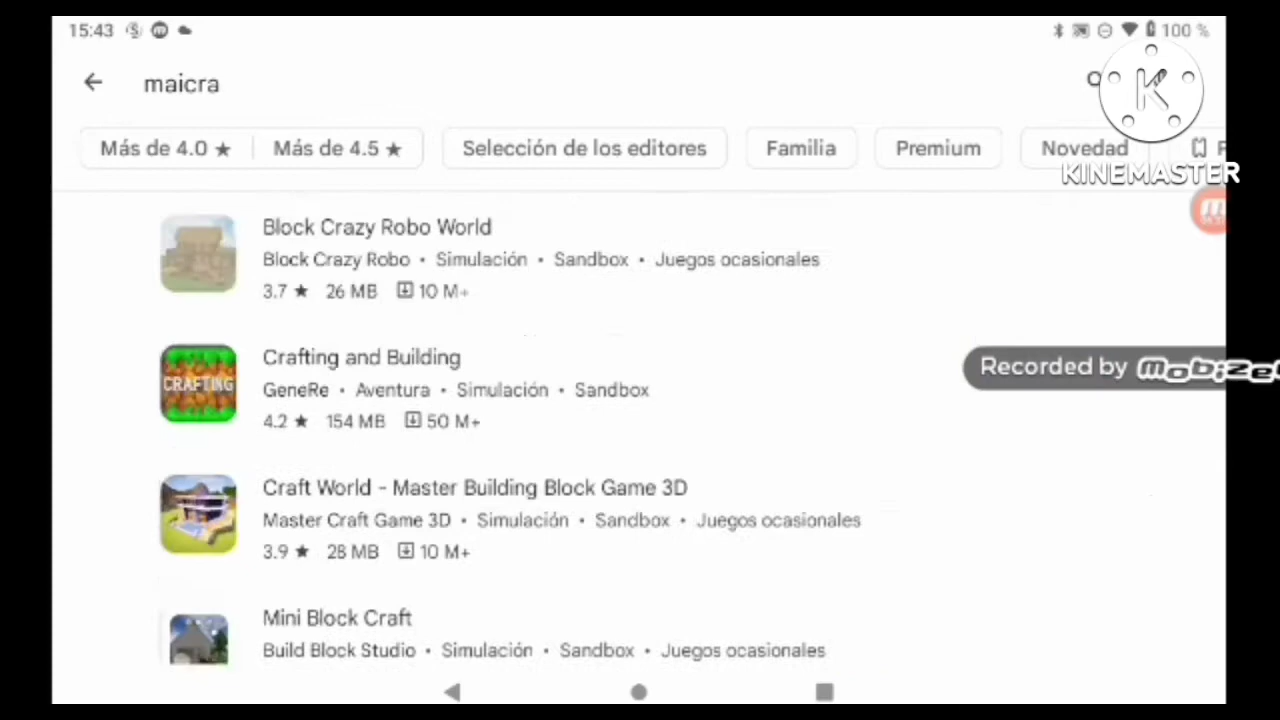 15:43
100 %
maicra
Más de 4.0 ★ Más de 4.5 ★ Selección de los editores Familia Premium Novedad
KINEMASTER
Block Crazy Robo World
Block Crazy Robo • Simulación • Sandbox • Juegos ocasionales
3.7 ★ 26 MB 10 M+
Crafting and Building
CRAFTING
GeneRe • Aventura • Simulación • Sandbox
4.2 ★ 154 MB 50 M+
Recorded by
Craft World - Master Building Block Game 3D
Master Craft Game 3D • Simulación • Sandbox • Juegos ocasionales
3.9 ★ 28 MB 10 M+
Mini Block Craft
Build Block Studio • Simulación • Sandbox • Juegos ocasionales